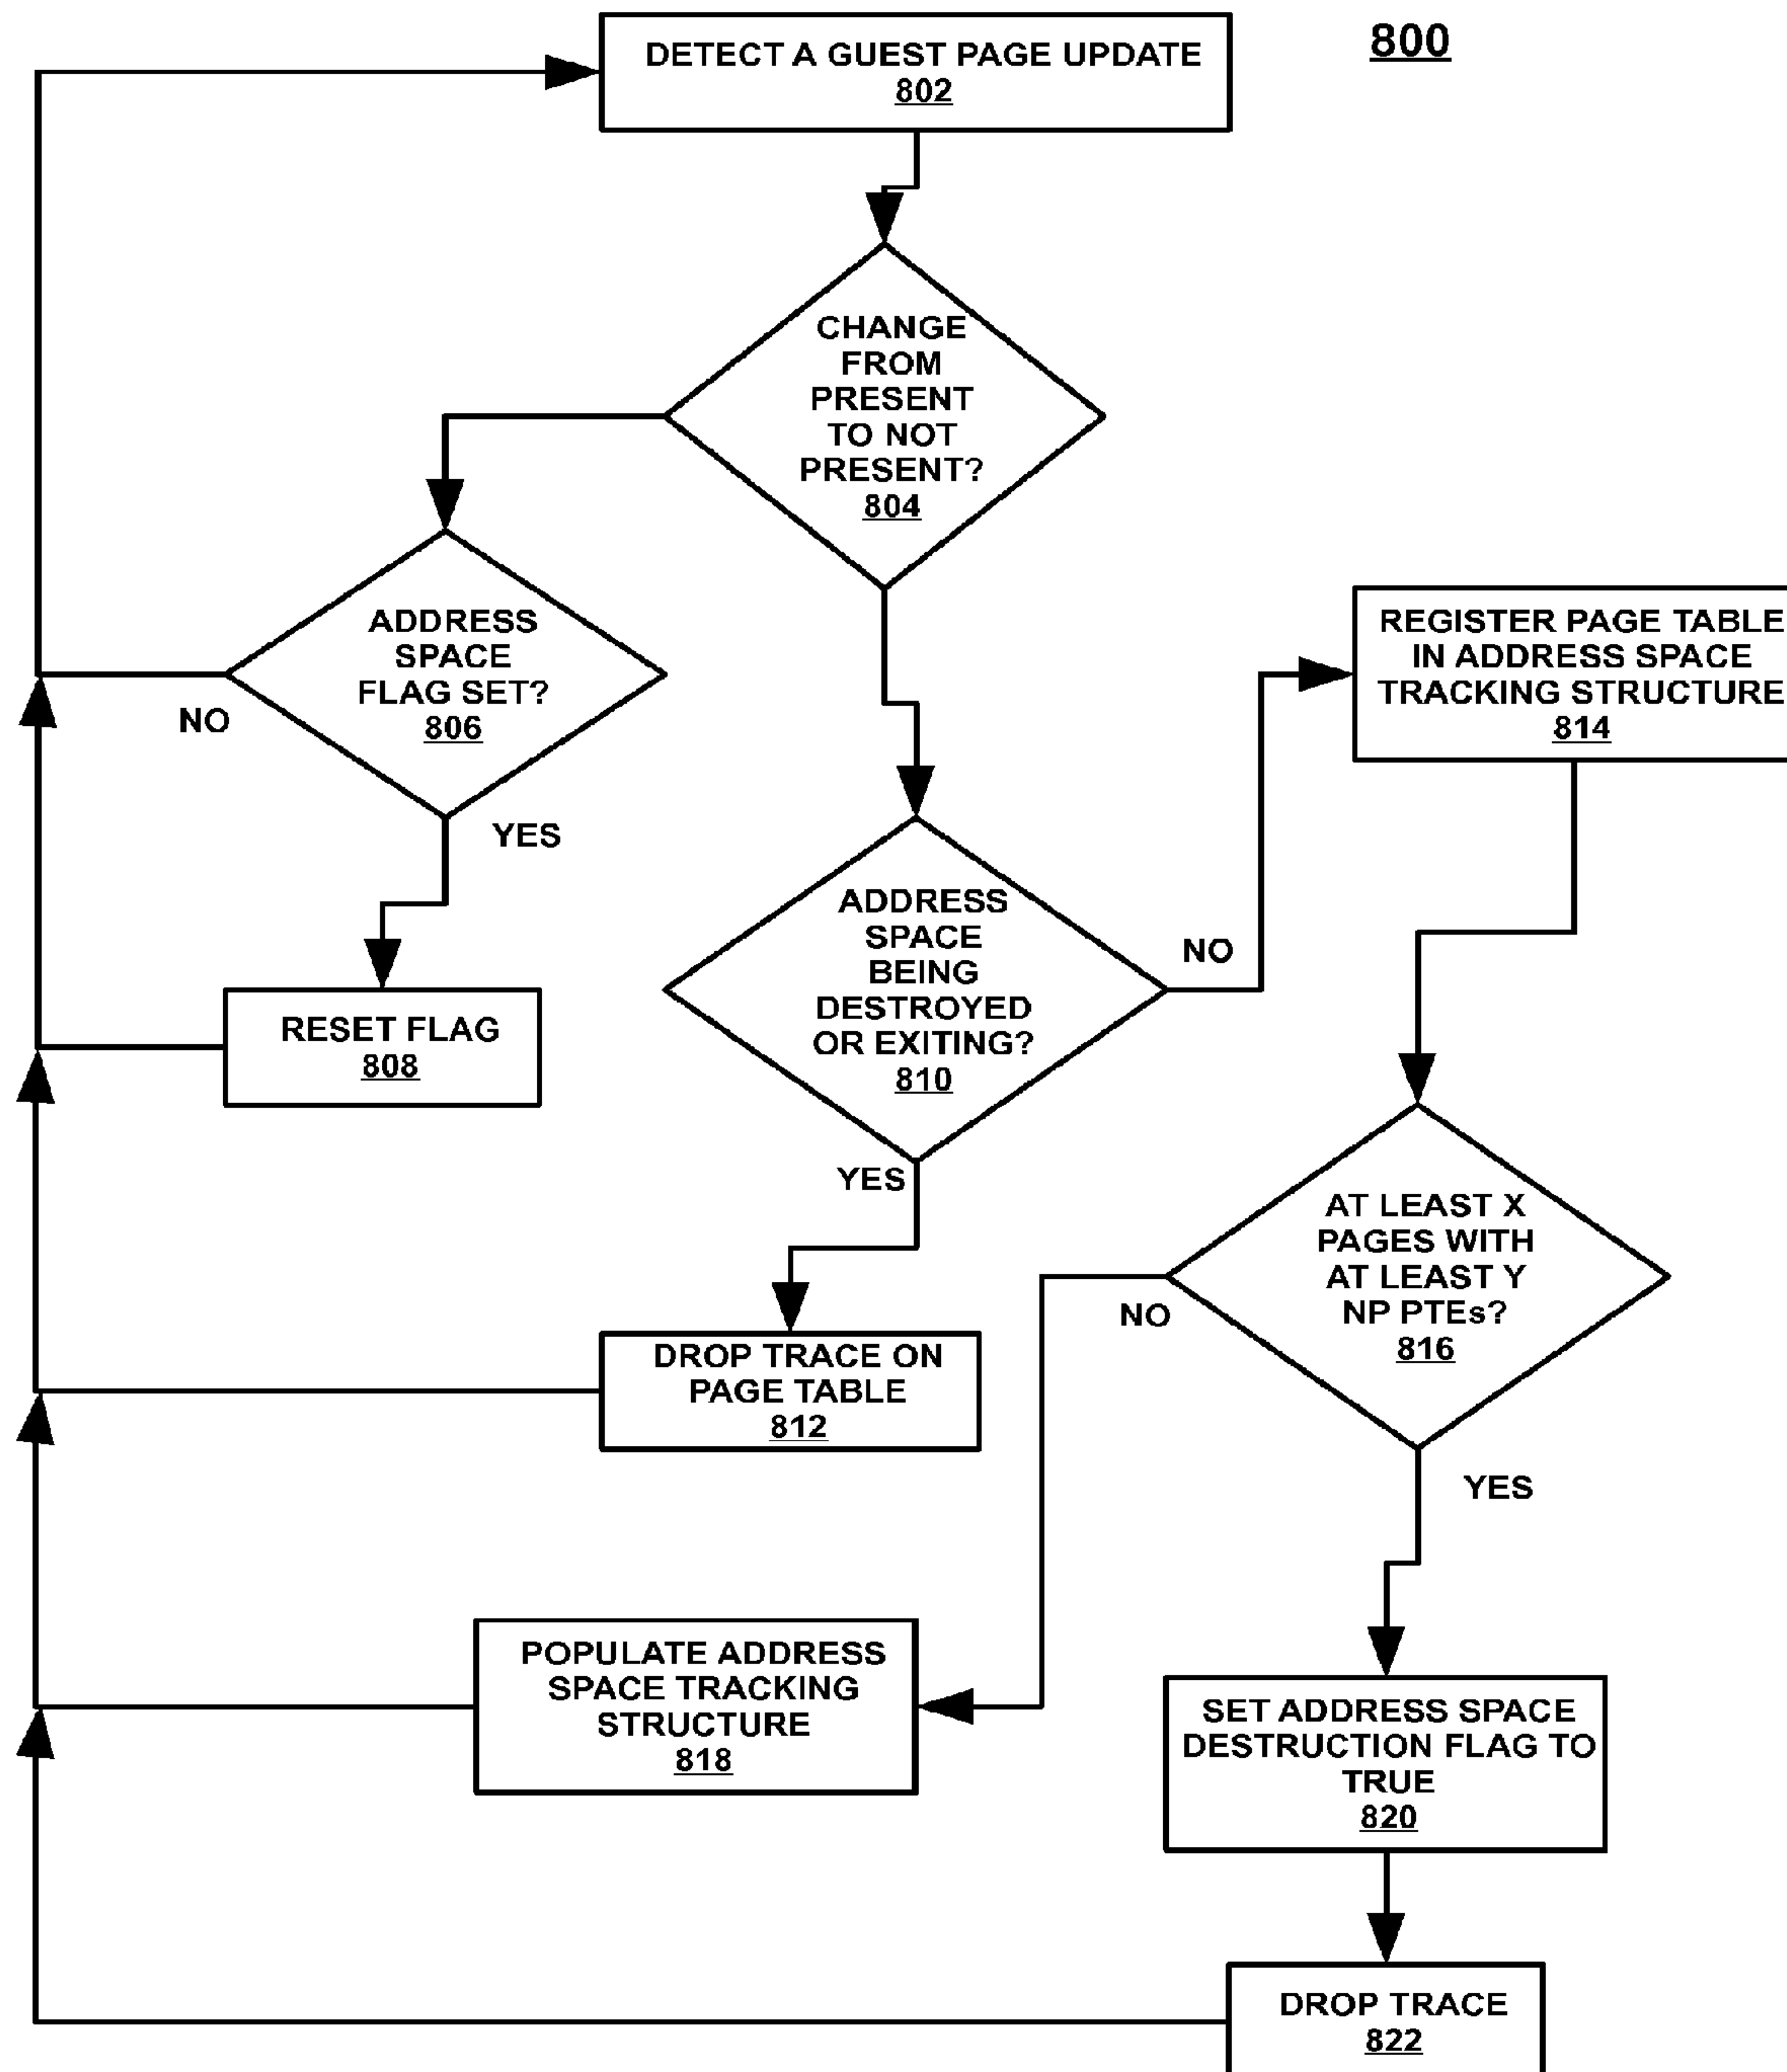 800
DETECT A GUEST PAGE UPDATE
802
CHANGE
FROM
PRESENT
TO NOT
PRESENT?
804
ADDRESS
SPACE
FLAG SET?
806
NO
YES
RESET FLAG
808
REGISTER PAGE TABLE
IN ADDRESS SPACE
TRACKING STRUCTURE
814
ADDRESS
SPACE
BEING
DESTROYED
OR EXITING?
810
NO
YES
DROP TRACE ON
PAGE TABLE
812
AT LEAST X
PAGES WITH
AT LEAST Y
NP PTEs?
816
NO
YES
POPULATE ADDRESS
SPACE TRACKING
STRUCTURE
818
SET ADDRESS SPACE
DESTRUCTION FLAG TO
TRUE
820
DROP TRACE
822